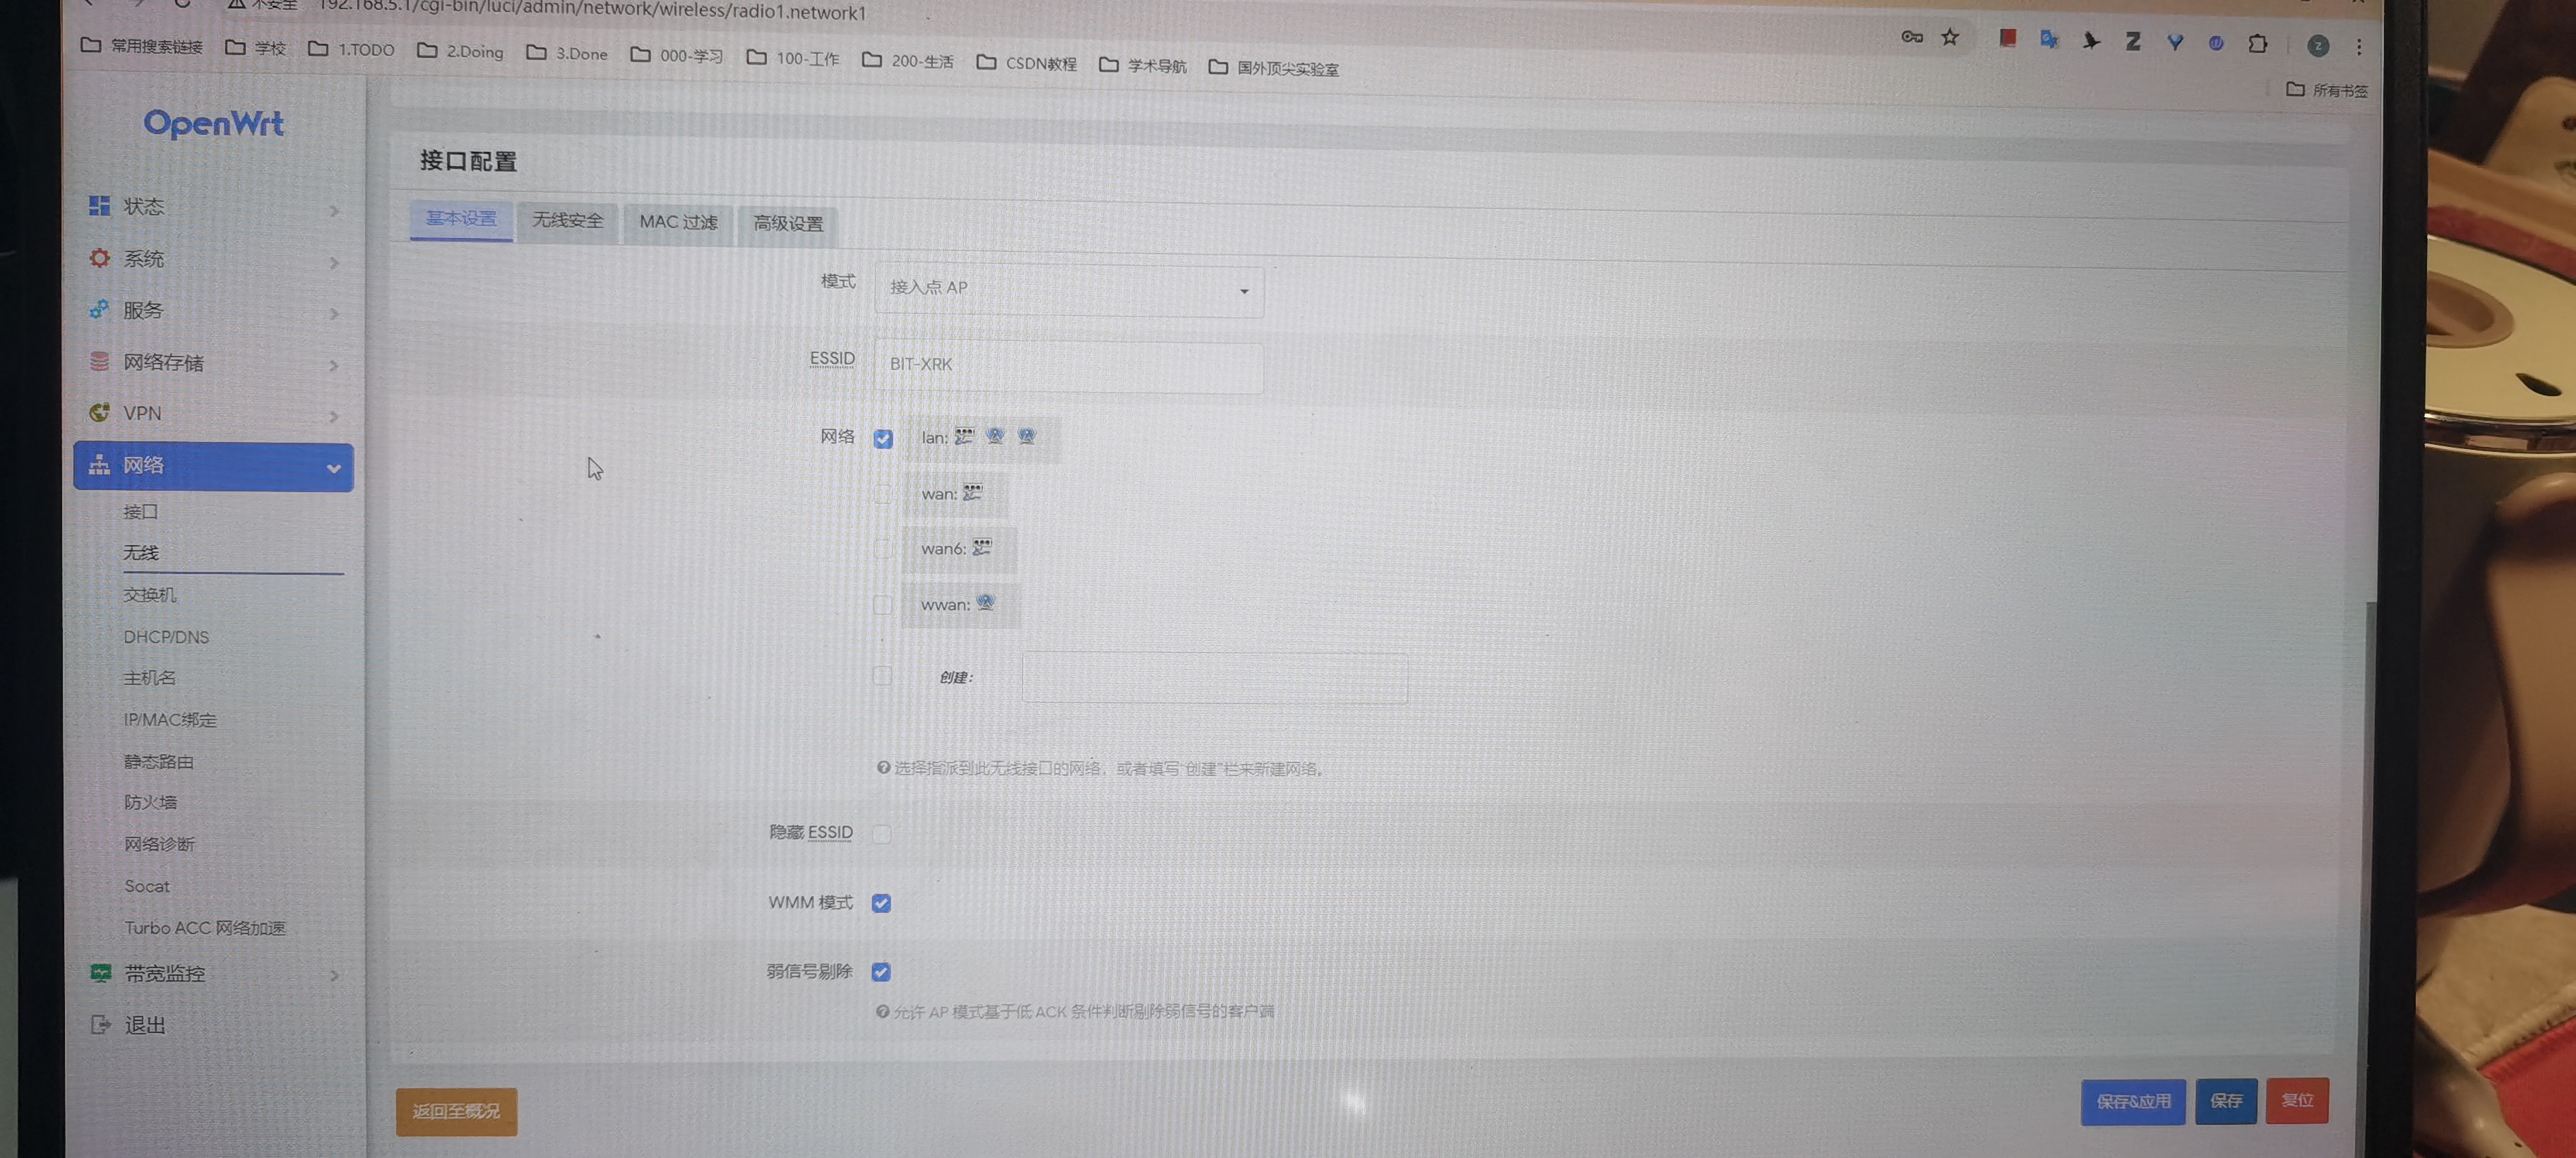 不安全 192.168.5.1/cgi-bin/luci/admin/network/wireless/radio1.network1
常用搜索链接 学校 1.TODO 2.Doing 3.Done 000-学习 100-工作 200-生活 CSDN教程 学术导航 国外顶尖实验室
所有书签
OpenWrt
状态
系统
服务
网络存储
VPN
网络
接口
无线
交换机
DHCP/DNS
主机名
IP/MAC绑定
静态路由
防火墙
网络诊断
Socat
Turbo ACC 网络加速
带宽监控
退出
接口配置
基本设置 无线安全 MAC 过滤 高级设置
模式 接入点 AP
ESSID BIT-XRK
网络 lan:
wan:
wan6:
wwan:
创建:
选择指派到此无线接口的网络，或者填写"创建"栏来新建网络。
隐藏 ESSID
WMM 模式
弱信号剔除
允许 AP 模式基于低 ACK 条件判断剔除弱信号的客户端
返回至概况
保存&应用 保存 复位